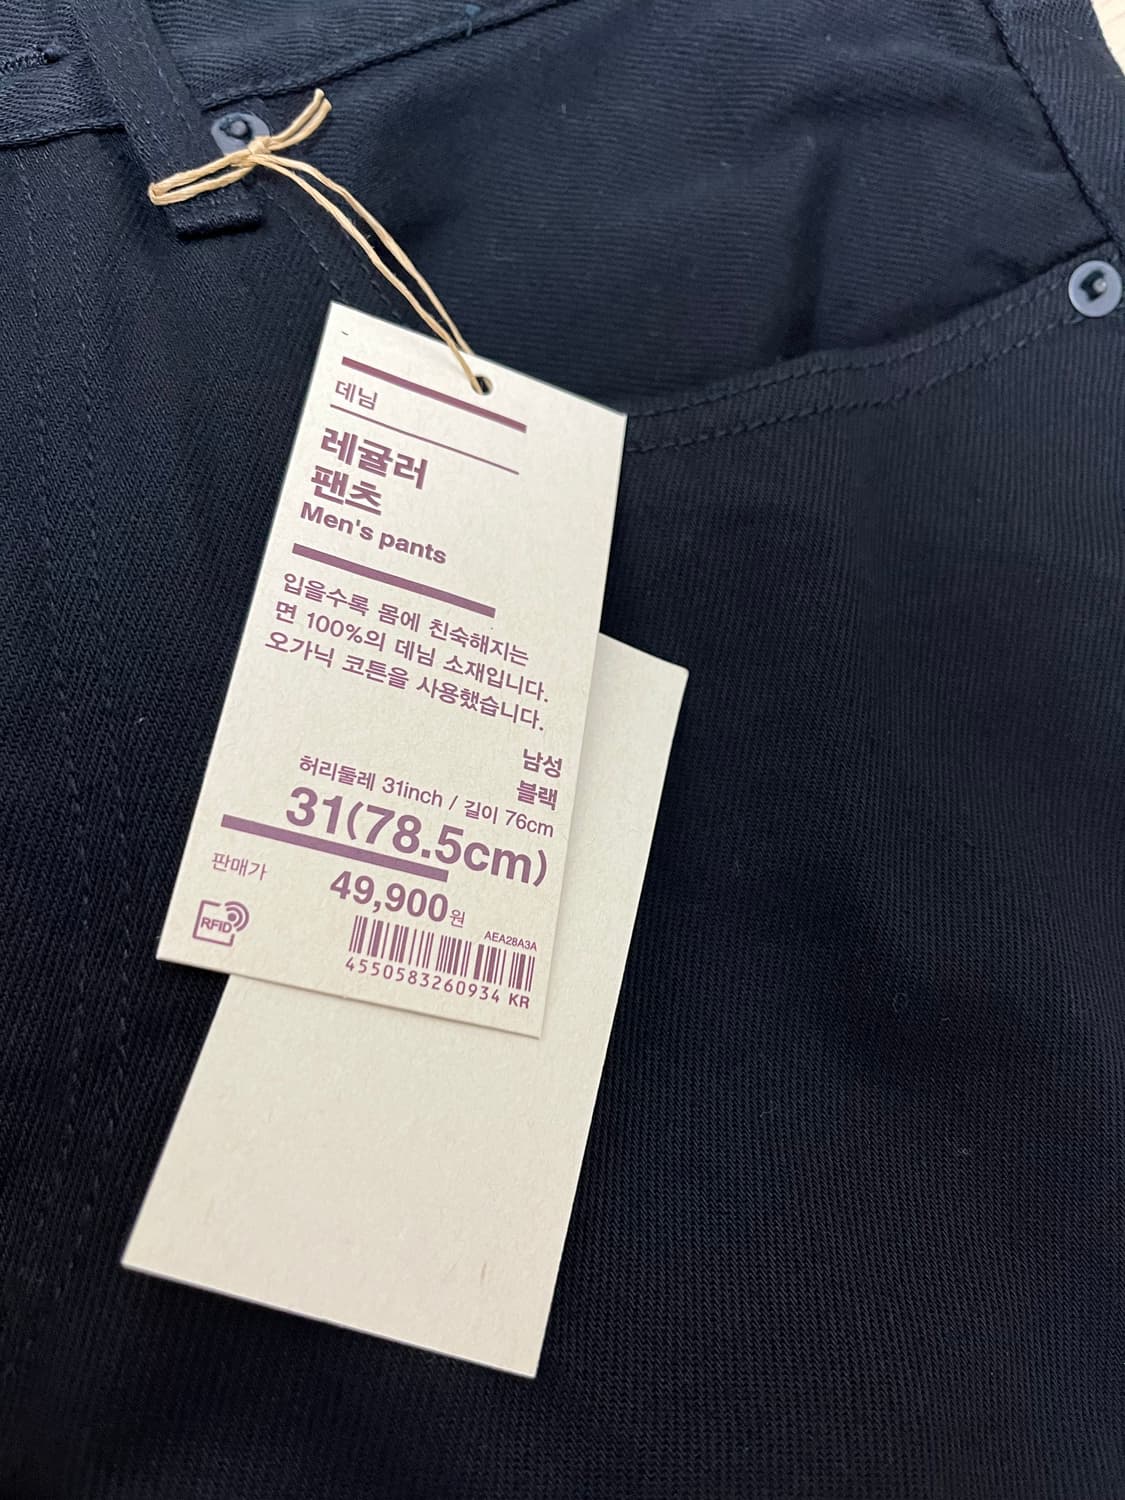 데님
레귤러
팬츠
Men's pants
입을수록 몸에 친숙해지는
면 100%의 데님 소재입니다.
오가닉 코튼을 사용했습니다.
남성
블랙
허리둘레 31inch / 길이 76cm
31(78.5cm)
판매가 49,900원
RFID
AEA28A3A
4550583260934 KR